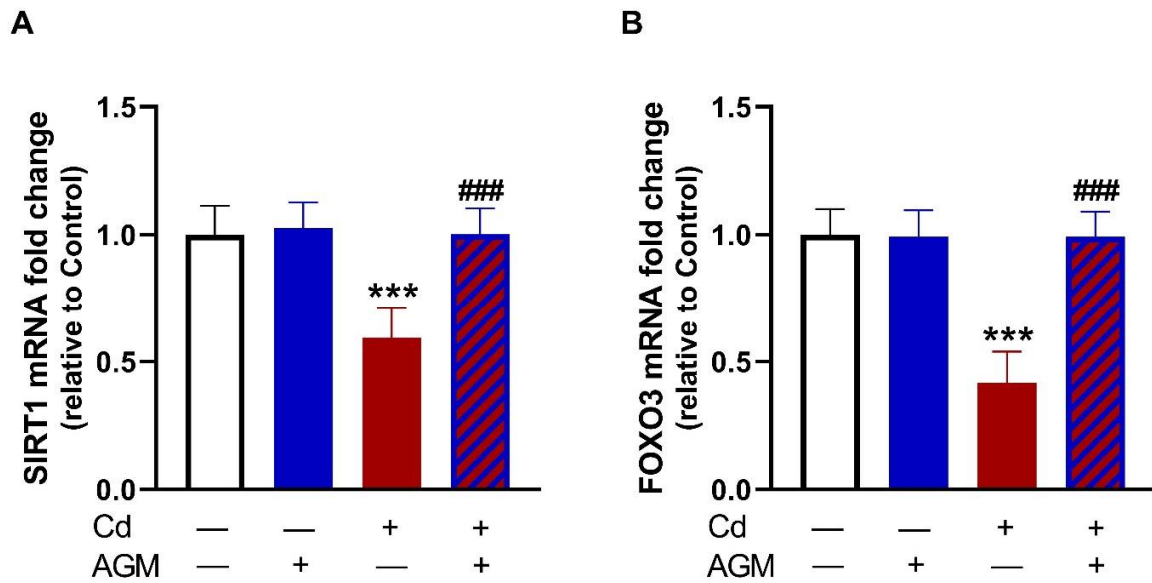 A
SIRT1 mRNA fold change
(relative to Control)
1.5
1.0
0.5
0.0
***
###
Cd — — + +
AGM — + — +
B
FOXO3 mRNA fold change
(relative to Control)
1.5
1.0
0.5
0.0
***
###
Cd — — + +
AGM — + — +